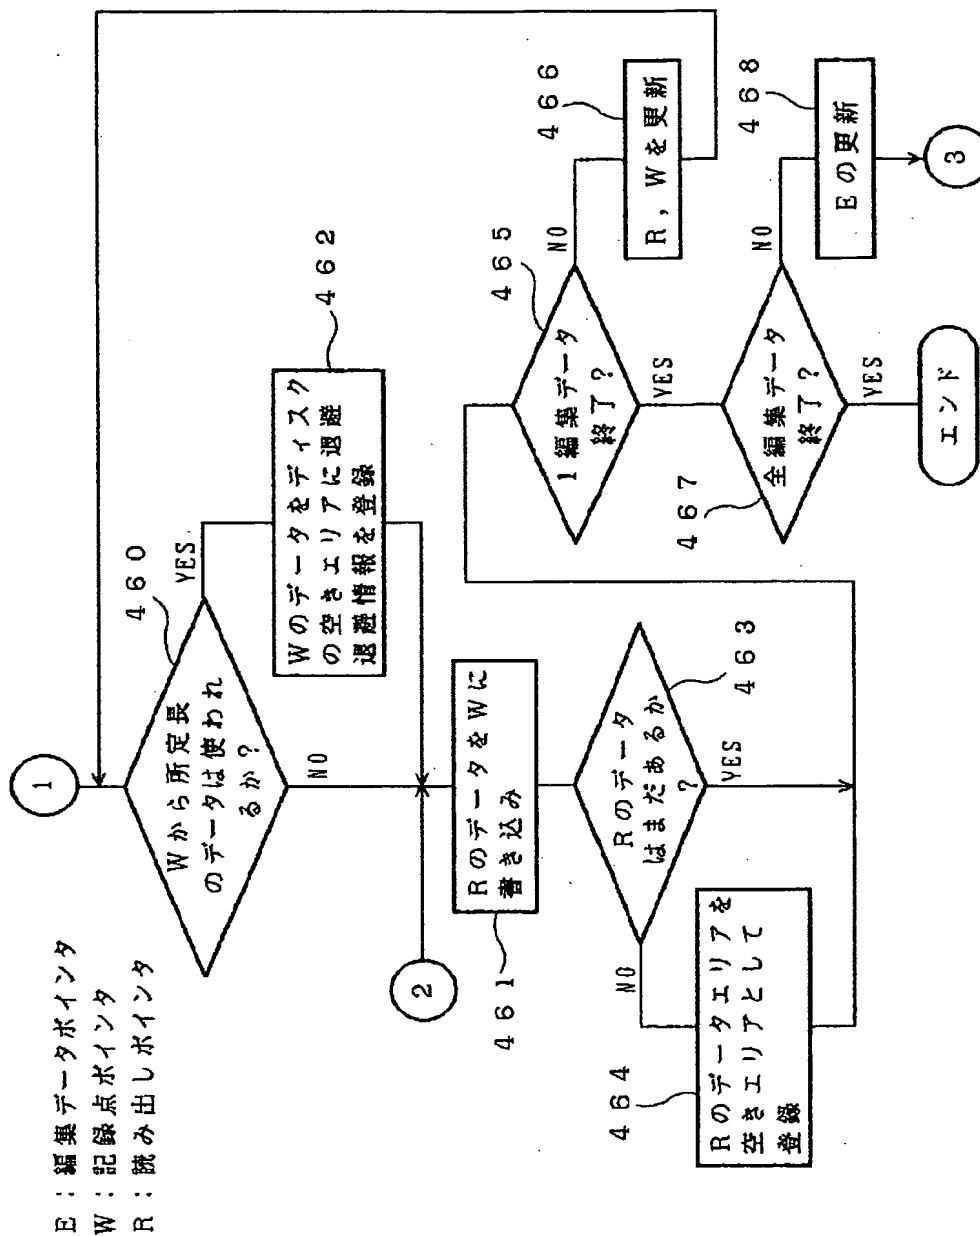 E：編集データポインタ
W：記録点ポインタ
R：読み出しポインタ
1
460
Wから所定長
のデータは使われ
るか？
YES
NO
462
Wのデータをディスク
の空きエリアに退避
退避情報を登録
2
461
Rのデータをwに
書き込み
463
Rのデータ
はまだあるか
？
NO
YES
464
Rのデータエリアを
空きエリアとして
登録
465
1編集データ
終了？
NO
YES
466
R，Wを更新
467
全編集データ
終了？
NO
YES
468
Eの更新
3
エンド